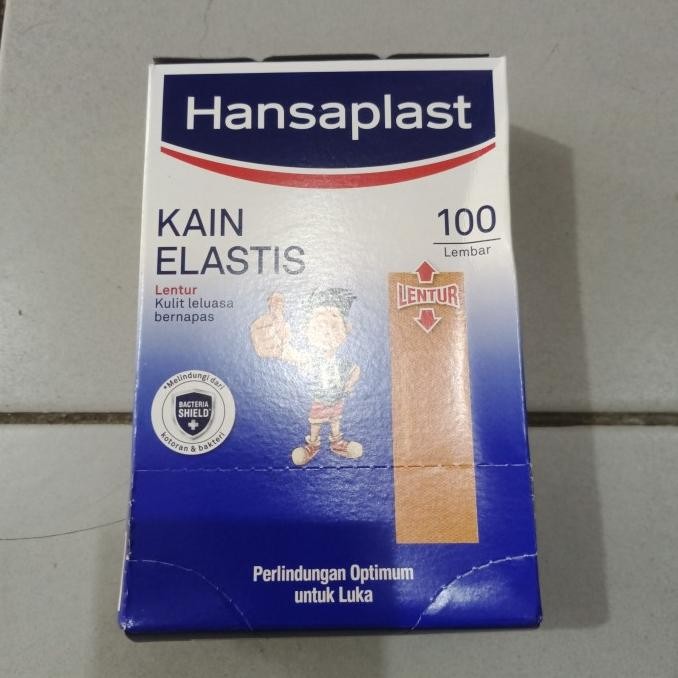 Hansaplast
KAIN
ELASTIS
100
Lembar
Lentur
Kulit leluasa
bernapas
LENTUR
*Melindungi dari
BACTERIA
SHIELD
kotoran & bakteri
Perlindungan Optimum
untuk Luka